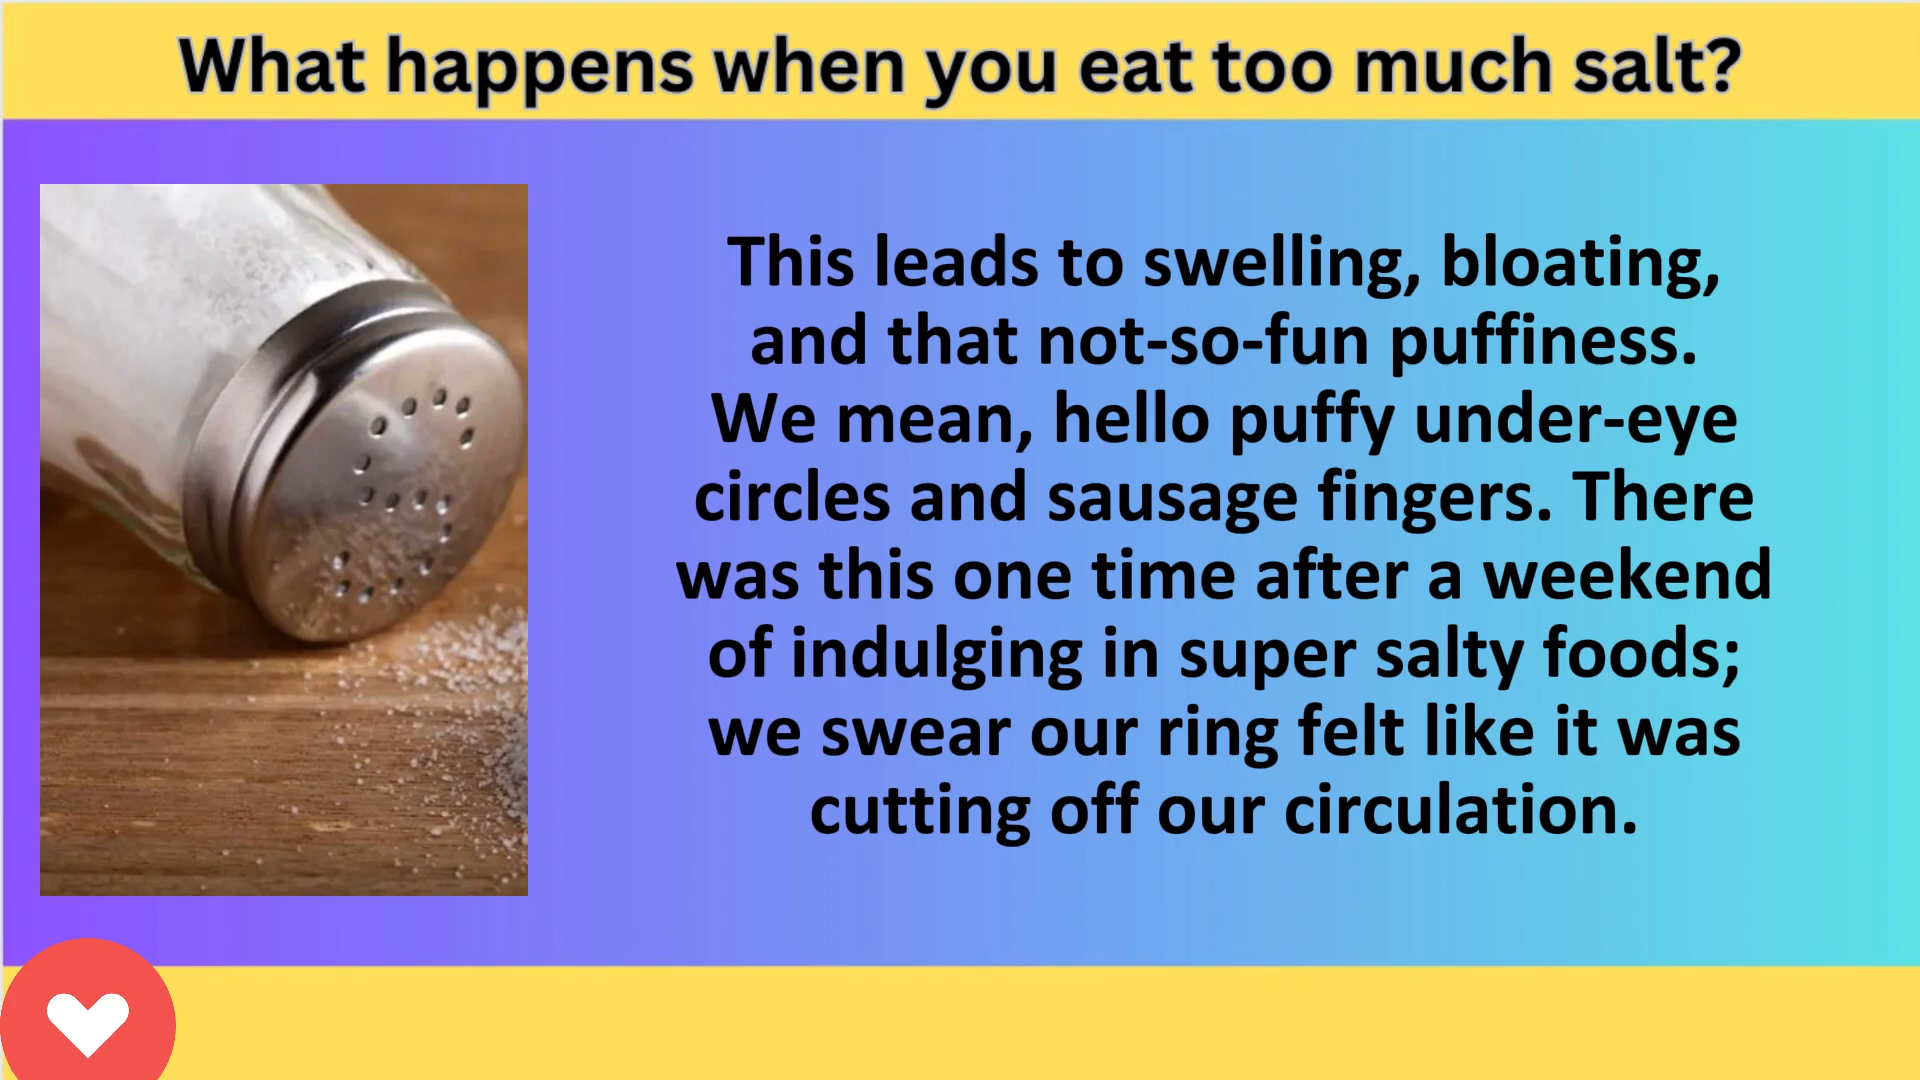 What happens when you eat too much salt?
This leads to swelling, bloating,
and that not-so-fun puffiness.
We mean, hello puffy under-eye
circles and sausage fingers. There
was this one time after a weekend
of indulging in super salty foods;
we swear our ring felt like it was
cutting off our circulation.